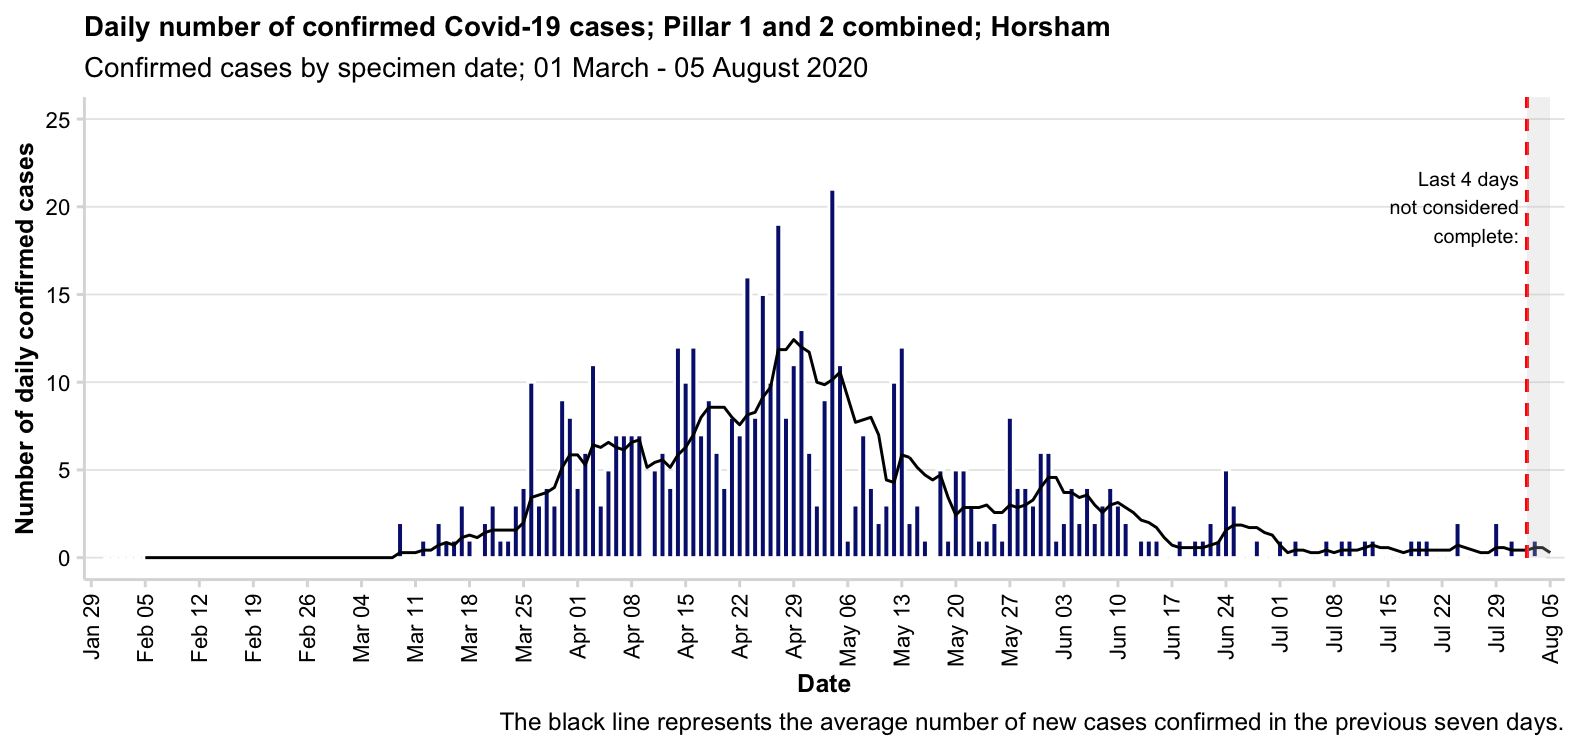 Daily number of confirmed Covid-19 cases; Pillar 1 and 2 combined; Horsham
Confirmed cases by specimen date; 01 March - 05 August 2020
Number of daily confirmed cases
25
20
15
10
5
0
Last 4 days
not considered
complete:
Jan 29
Feb 05
Feb 12
Feb 19
Feb 26
Mar 04
Mar 11
Mar 18
Mar 25
Apr 01
Apr 08
Apr 15
Apr 22
Apr 29
May 06
May 13
May 20
May 27
Jun 03
Jun 10
Jun 17
Jun 24
Jul 01
Jul 08
Jul 15
Jul 22
Jul 29
Aug 05
Date
The black line represents the average number of new cases confirmed in the previous seven days.